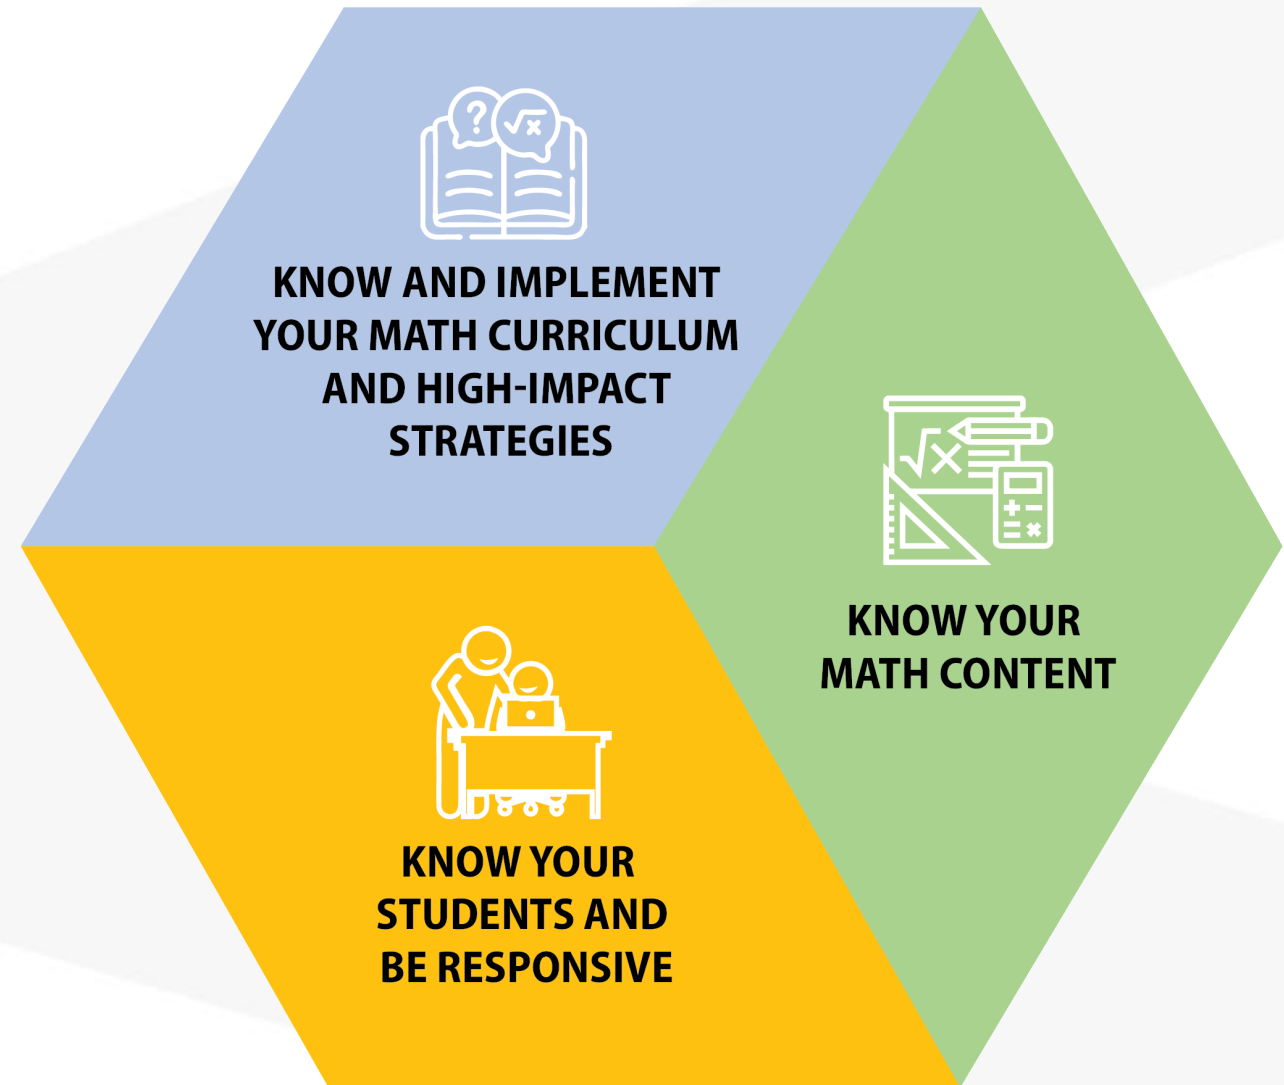 ? √x
KNOW AND IMPLEMENT
YOUR MATH CURRICULUM
AND HIGH-IMPACT
STRATEGIES
√x
+ −
= ×
KNOW YOUR
MATH CONTENT
KNOW YOUR
STUDENTS AND
BE RESPONSIVE